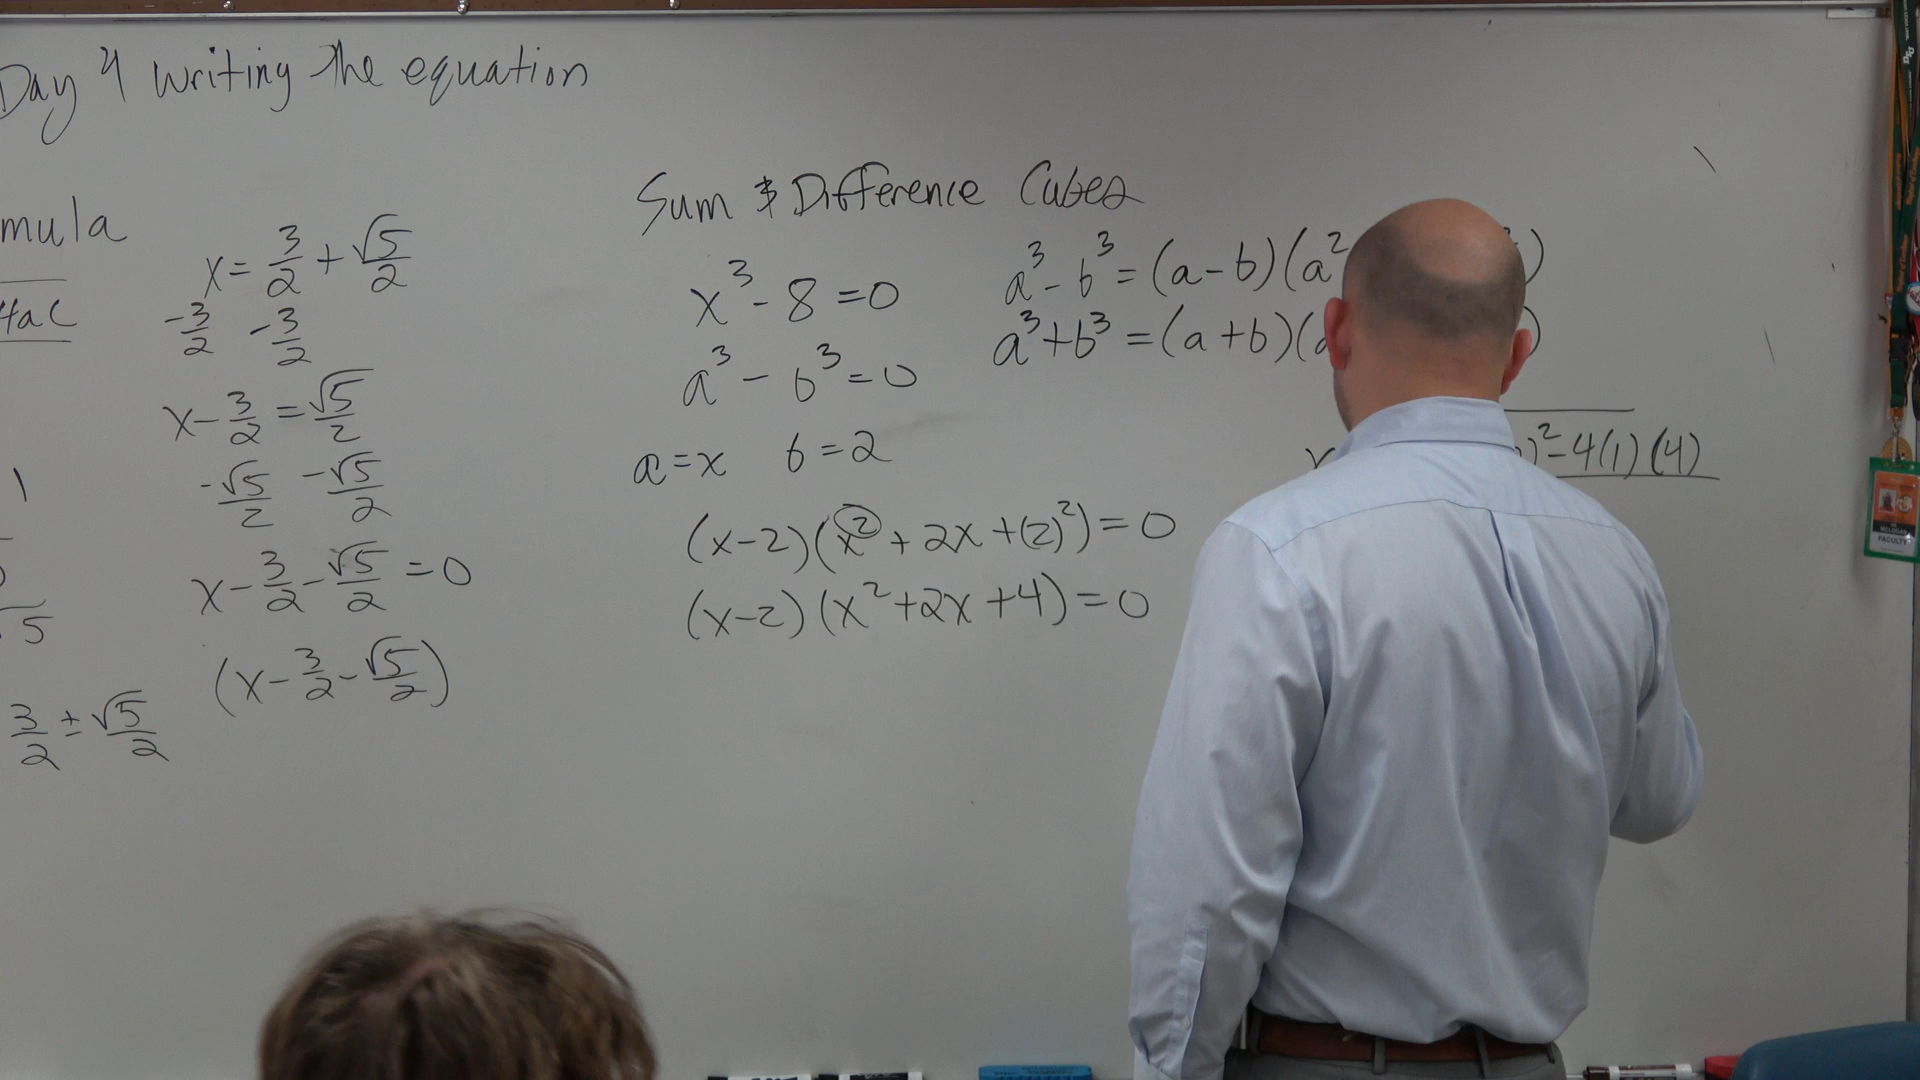 Day 4 writing the equation
mula
4ac
x = 3/2 + √5/2
-3/2 -3/2
x - 3/2 = √5/2
-√5/2 -√5/2
x - 3/2 - √5/2 = 0
(x - 3/2 - √5/2)
1
5
3/2 ± √5/2
Sum & Difference Cubes
x³ - 8 = 0
a³ - b³ = 0
a = x b = 2
(x-2)(x² + 2x + (2)²) = 0
(x-2)(x² + 2x + 4) = 0
a³ - b³ = (a - b)(a² )
a³ + b³ = (a + b)( )
)² - 4(1)(4)
FACULTY